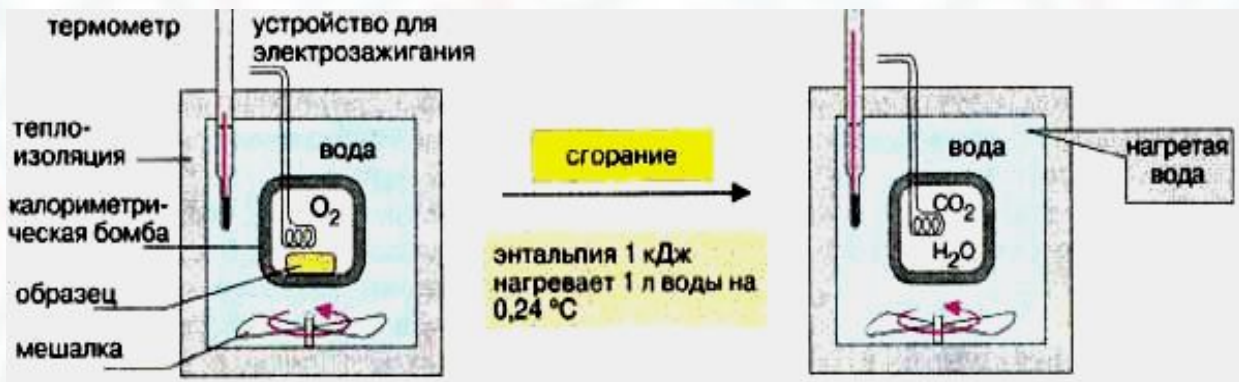 термометр
устройство для
электрозажигания
тепло-
изоляция
вода
калориметри-
ческая бомба
O₂
образец
мешалка
сгорание
энтальпия 1 кДж
нагревает 1 л воды на
0,24 °C
вода
нагретая
вода
CO₂
H₂O